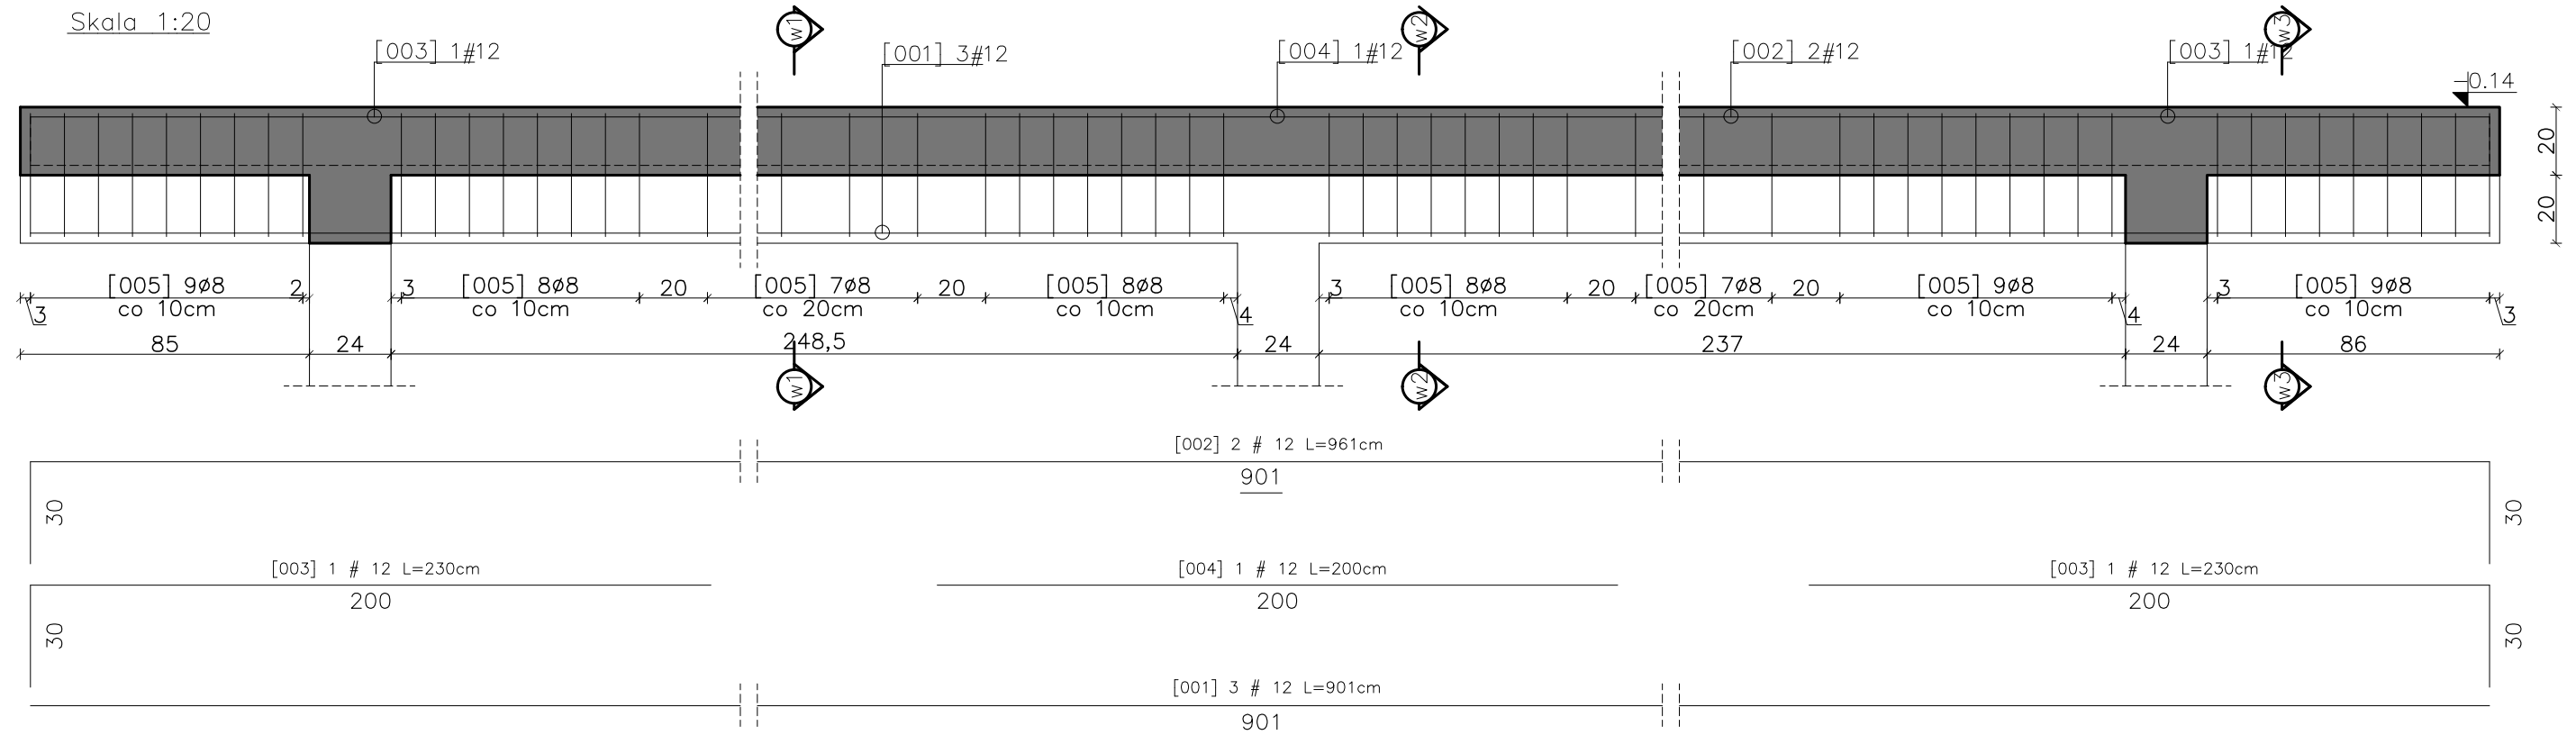 Skala 1:20
w1
w2
w3
[003] 1#12
[001] 3#12
[004] 1#12
[002] 2#12
[003] 1#12
-0.14
20
20
[005] 9ø8
co 10cm
2
3
[005] 8ø8
co 10cm
20
[005] 7ø8
co 20cm
20
[005] 8ø8
co 10cm
3
[005] 8ø8
co 10cm
20
[005] 7ø8
co 20cm
20
[005] 9ø8
co 10cm
3
[005] 9ø8
co 10cm
3
4
4
3
85
24
248,5
24
237
24
86
w1
w2
w3
[002] 2 # 12 L=961cm
901
30
30
[003] 1 # 12 L=230cm
200
[004] 1 # 12 L=200cm
200
[003] 1 # 12 L=230cm
200
30
30
[001] 3 # 12 L=901cm
901